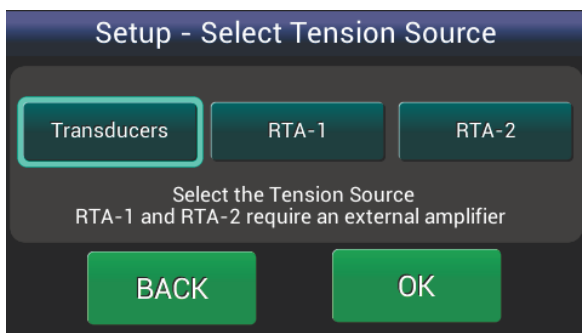 Setup - Select Tension Source
Transducers RTA-1 RTA-2
Select the Tension Source
RTA-1 and RTA-2 require an external amplifier
BACK OK